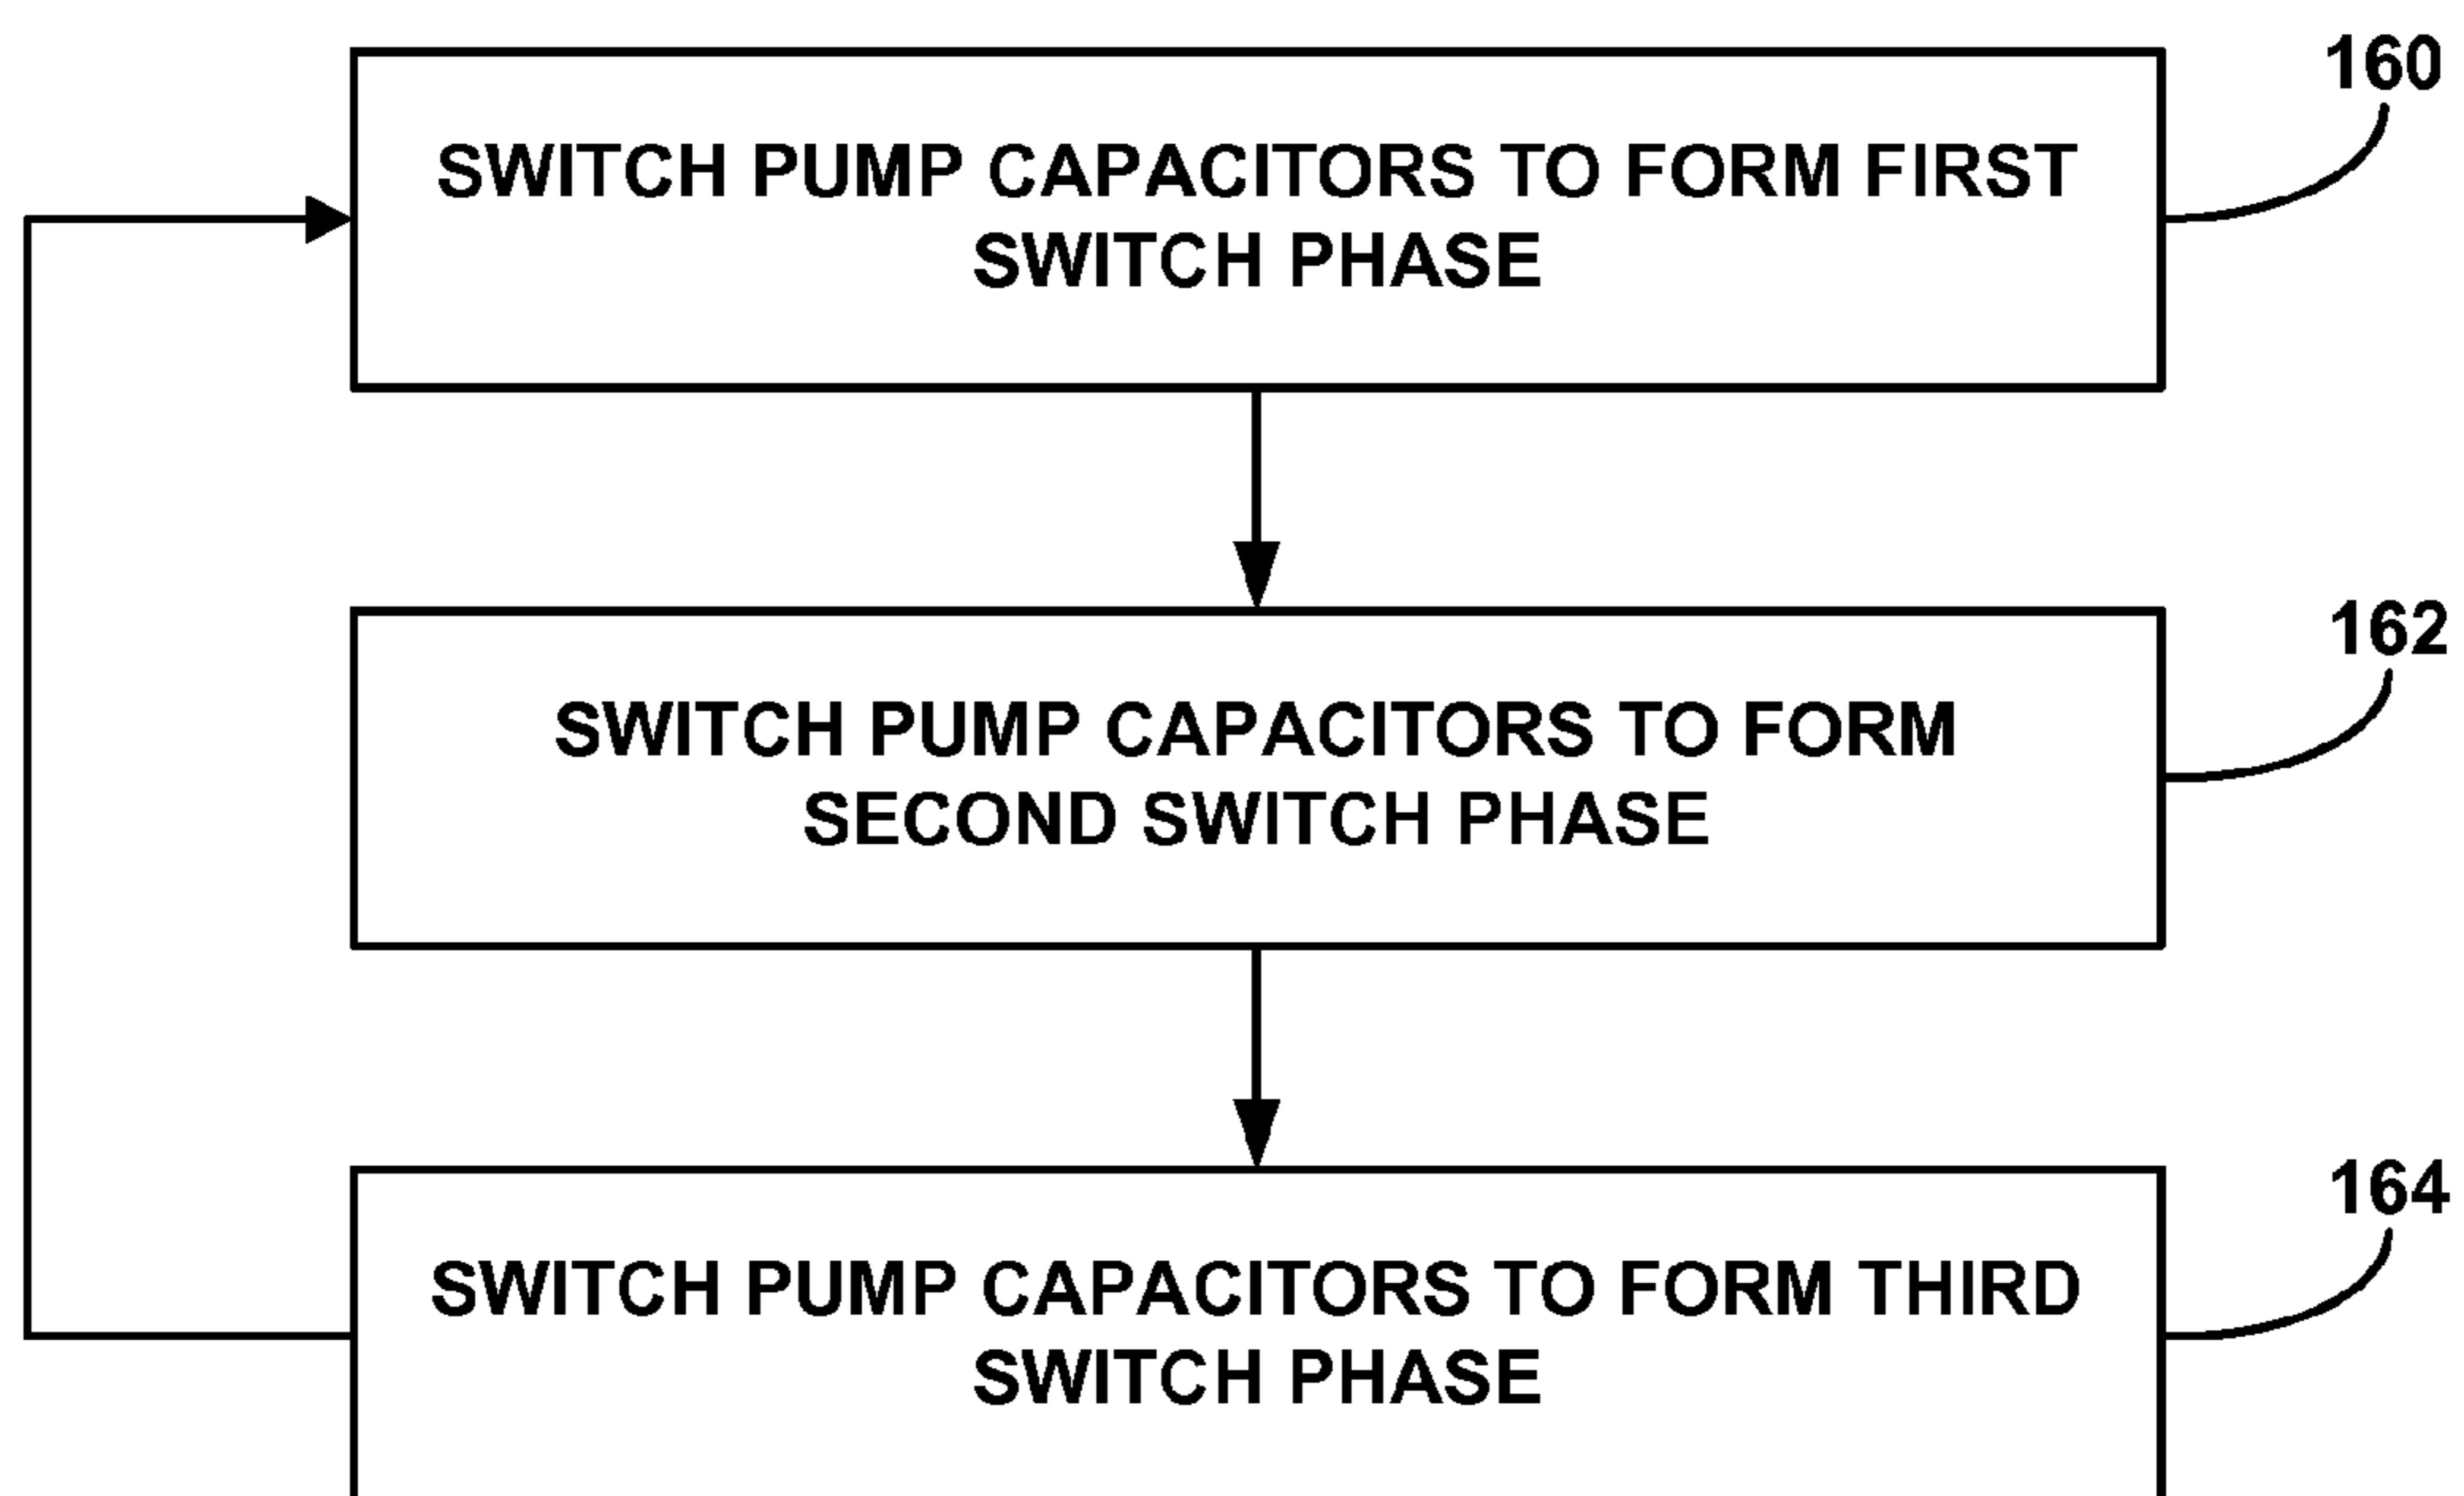 160
SWITCH PUMP CAPACITORS TO FORM FIRST
SWITCH PHASE
162
SWITCH PUMP CAPACITORS TO FORM
SECOND SWITCH PHASE
164
SWITCH PUMP CAPACITORS TO FORM THIRD
SWITCH PHASE